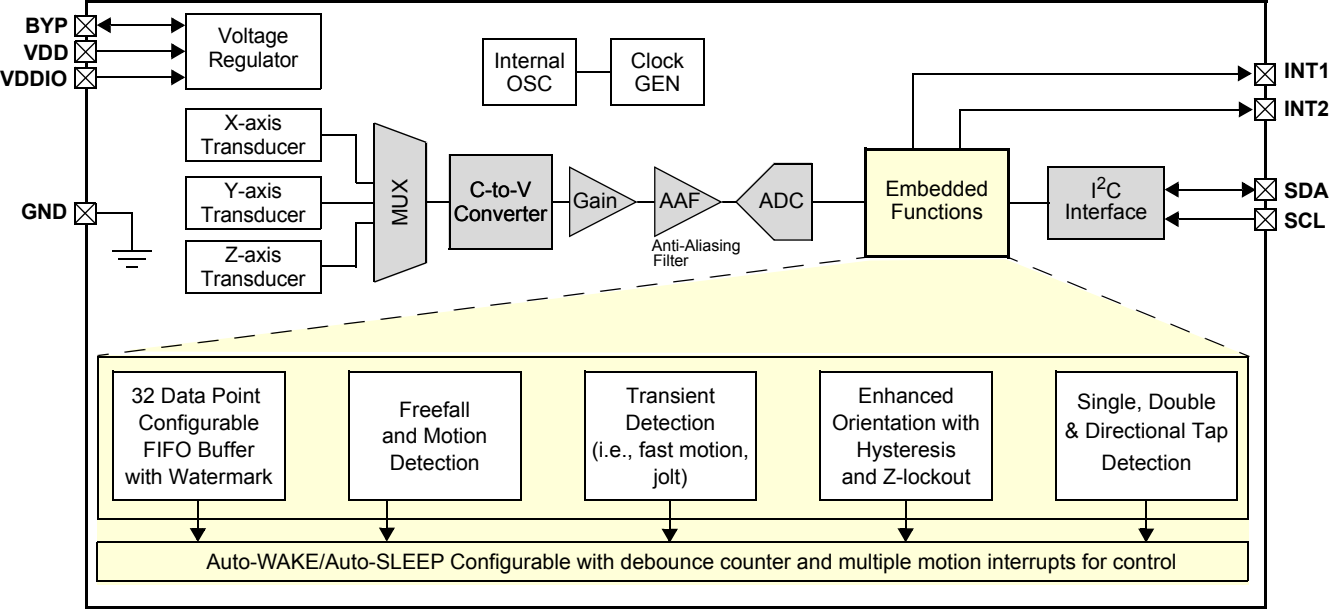 BYP
VDD
VDDIO
GND
Voltage
Regulator
Internal
OSC
Clock
GEN
X-axis
Transducer
Y-axis
Transducer
Z-axis
Transducer
MUX
C-to-V
Converter
Gain
AAF
Anti-Aliasing
Filter
ADC
Embedded
Functions
I²C
Interface
INT1
INT2
SDA
SCL
32 Data Point
Configurable
FIFO Buffer
with Watermark
Freefall
and Motion
Detection
Transient
Detection
(i.e., fast motion,
jolt)
Enhanced
Orientation with
Hysteresis
and Z-lockout
Single, Double
& Directional Tap
Detection
Auto-WAKE/Auto-SLEEP Configurable with debounce counter and multiple motion interrupts for control